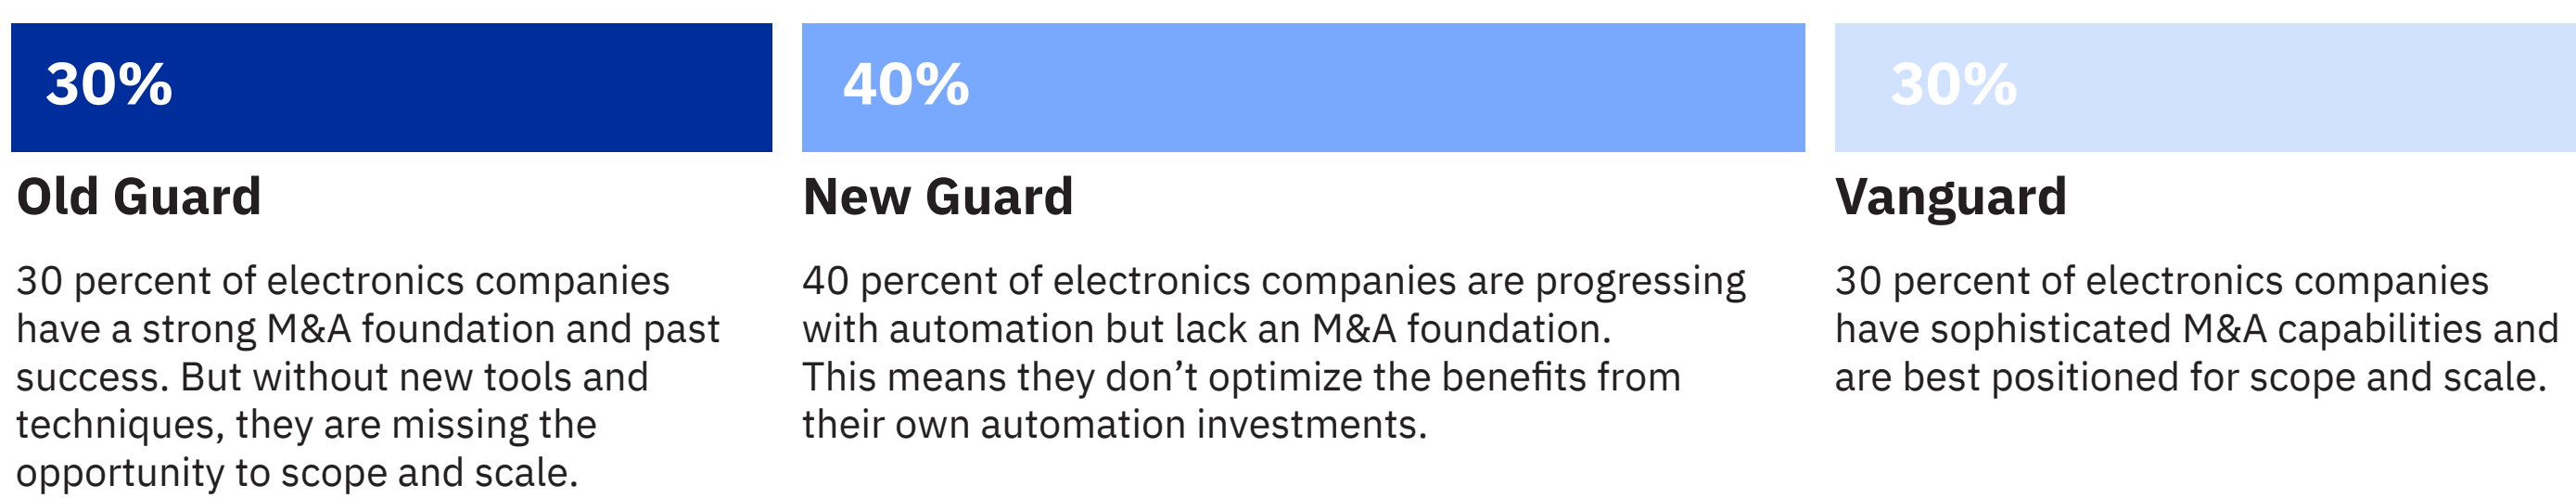 30%
Old Guard
30 percent of electronics companies
have a strong M&A foundation and past
success. But without new tools and
techniques, they are missing the
opportunity to scope and scale.
40%
New Guard
40 percent of electronics companies are progressing
with automation but lack an M&A foundation.
This means they don’t optimize the benefits from
their own automation investments.
30%
Vanguard
30 percent of electronics companies
have sophisticated M&A capabilities and
are best positioned for scope and scale.